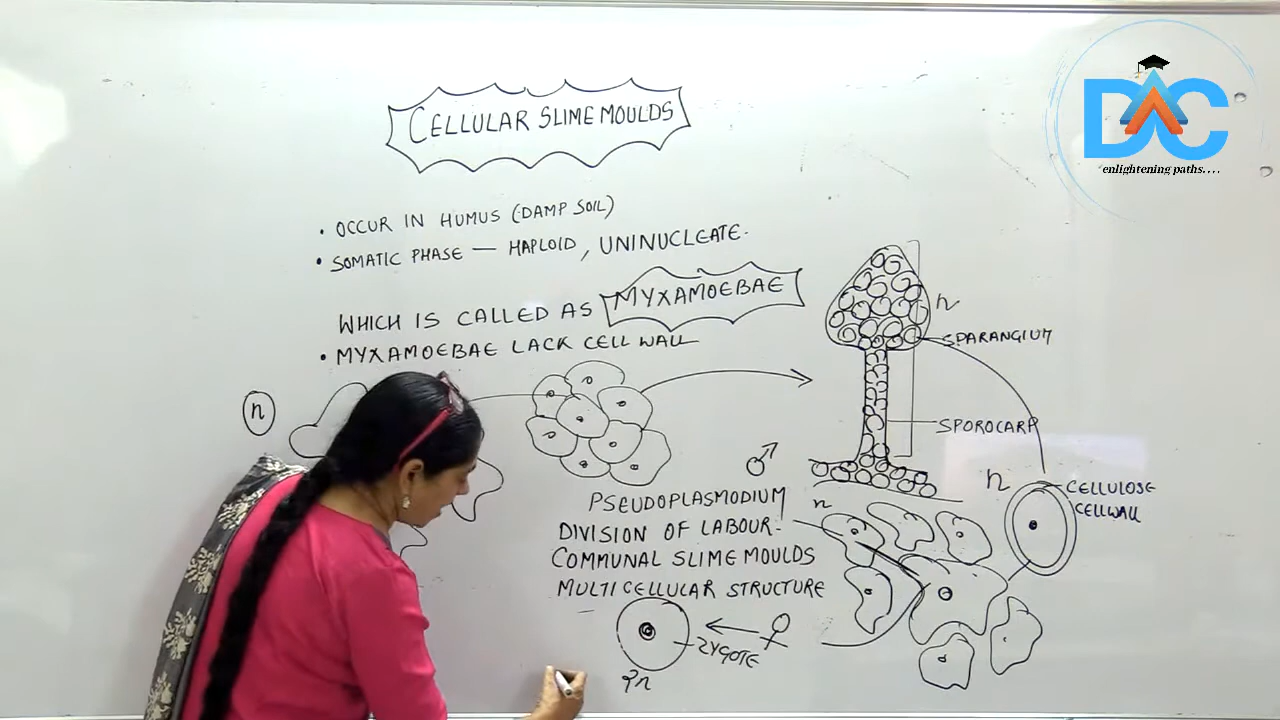 DAC
enlightening paths....
CELLULAR SLIME MOULDS
• OCCUR IN HUMUS (DAMP SOIL)
• SOMATIC PHASE — HAPLOID, UNINUCLEATE.
WHICH IS CALLED AS MYXAMOEBAE
• MYXAMOEBAE LACK CELL WALL
n
n
SPARANGIUM
SPOROCARP
♂
n
CELLULOSE
CELLWALL
PSEUDOPLASMODIUM
n
DIVISION OF LABOUR-
COMMUNAL SLIME MOULDS
MULTICELLULAR STRUCTURE
♀
ZYGOTE
2n